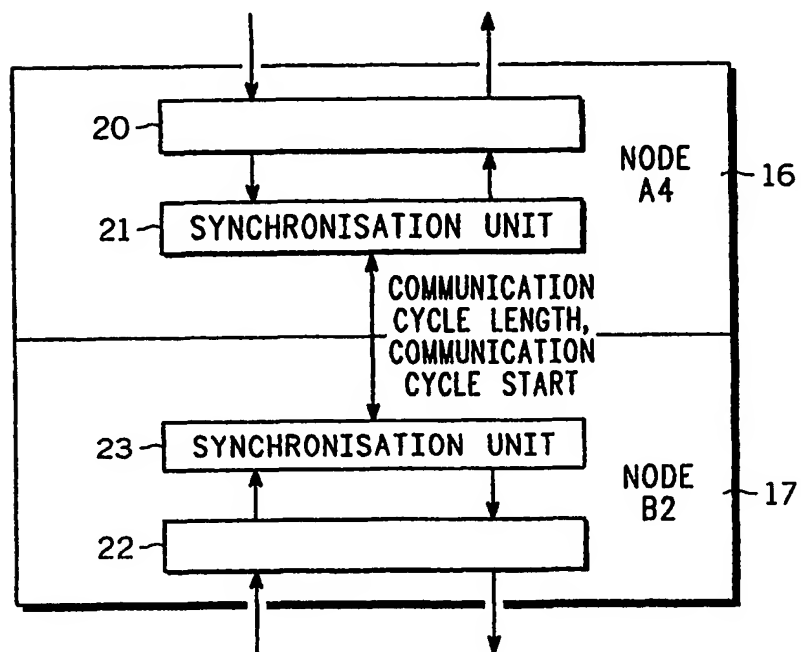 20
NODE
A4
16
21
SYNCHRONISATION UNIT
COMMUNICATION
CYCLE LENGTH,
COMMUNICATION
CYCLE START
23
SYNCHRONISATION UNIT
NODE
B2
17
22